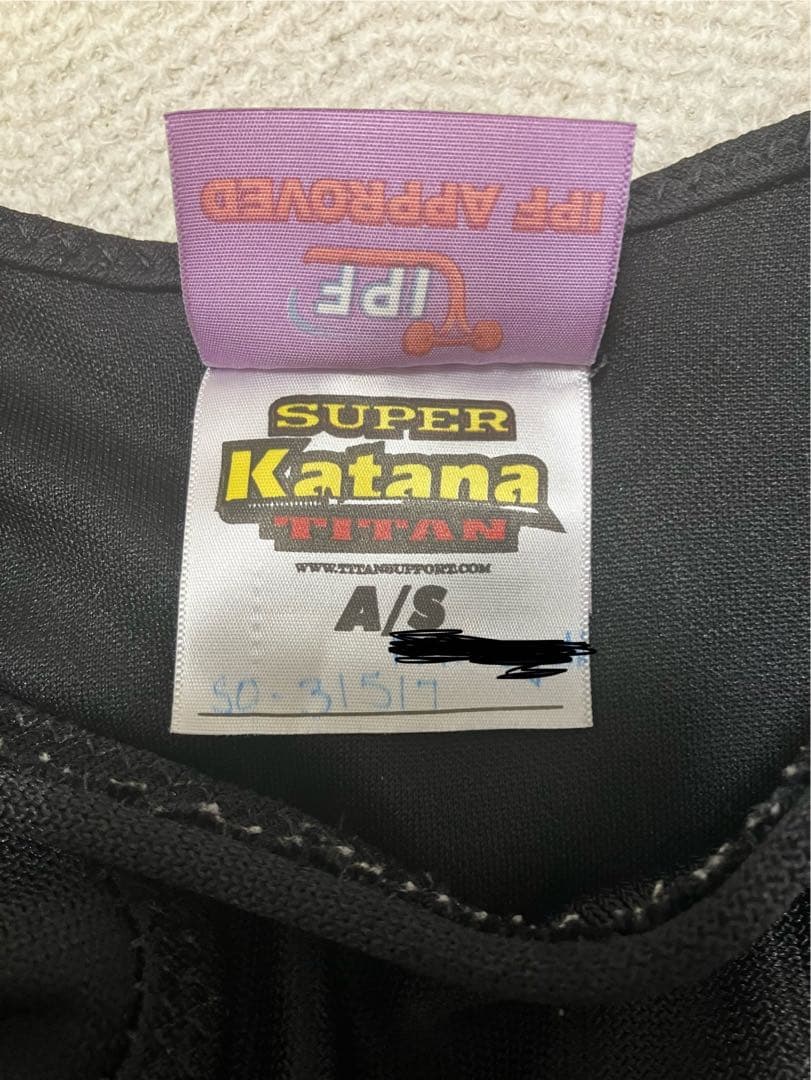 IPF APPROVED
IPF
SUPER
Katana
TITAN
WWW.TITANSUPPORT.COM
A/S
SO-31517